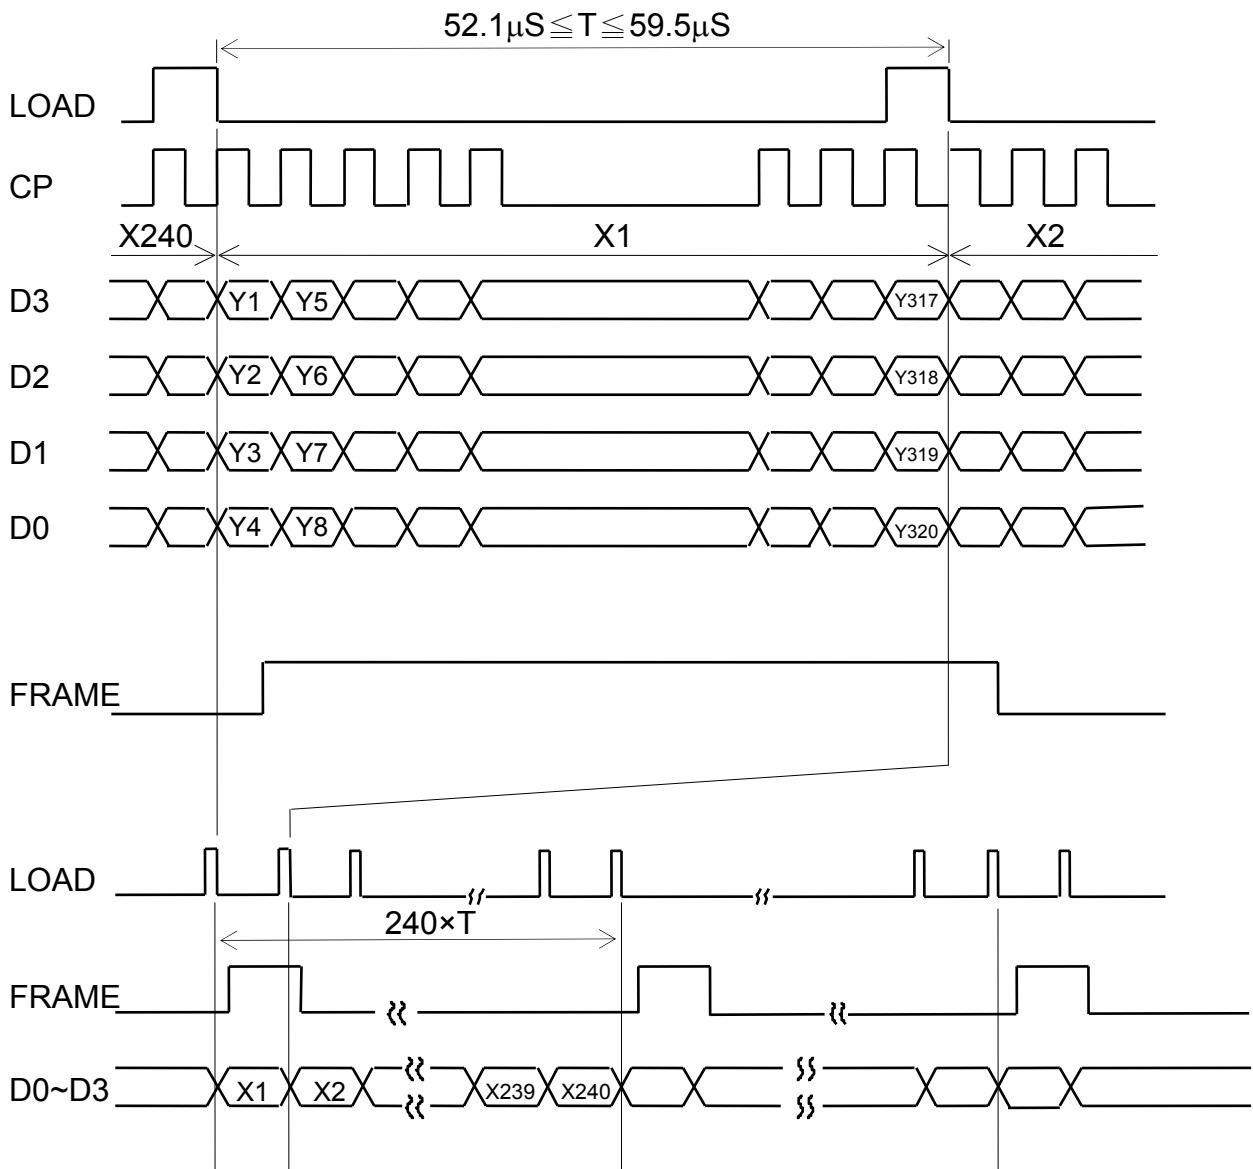 52.1μS≦T≦59.5μS
LOAD
CP
X240 X1 X2
D3 Y1 Y5 Y317
D2 Y2 Y6 Y318
D1 Y3 Y7 Y319
D0 Y4 Y8 Y320
FRAME
LOAD
240×T
FRAME
D0~D3 X1 X2 X239 X240